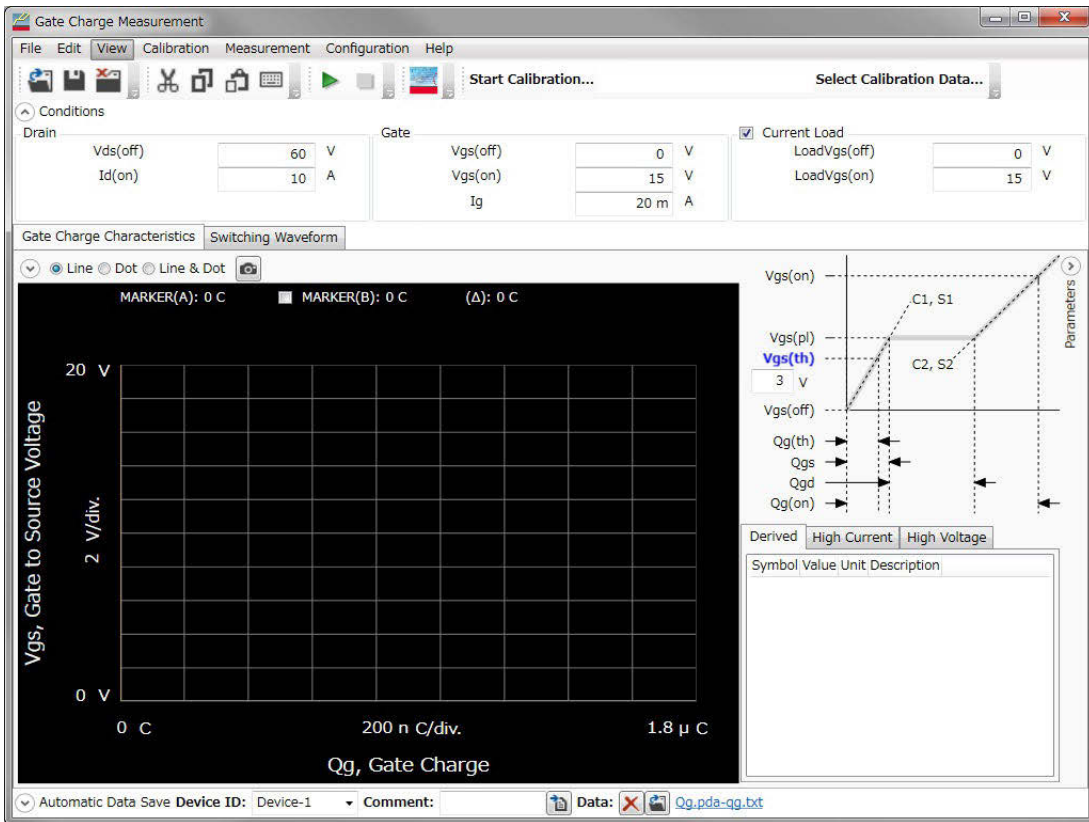 Gate Charge Measurement
File Edit View Calibration Measurement Configuration Help
Start Calibration... Select Calibration Data...
Conditions
Drain Gate Current Load
Vds(off) 60 V Vgs(off) 0 V LoadVgs(off) 0 V
Id(on) 10 A Vgs(on) 15 V LoadVgs(on) 15 V
Ig 20 m A
Gate Charge Characteristics Switching Waveform
Line Dot Line & Dot
MARKER(A): 0 C MARKER(B): 0 C (Δ): 0 C
20 V
Vgs, Gate to Source Voltage
2 V/div.
0 V
0 C 200 n C/div. 1.8 μ C
Qg, Gate Charge
Parameters
Vgs(on)
C1, S1
Vgs(pl)
Vgs(th)
C2, S2
3 V
Vgs(off)
Qg(th)
Qgs
Qgd
Qg(on)
Derived High Current High Voltage
Symbol Value Unit Description
Automatic Data Save Device ID: Device-1 Comment: Data: Qg.pda-qg.txt